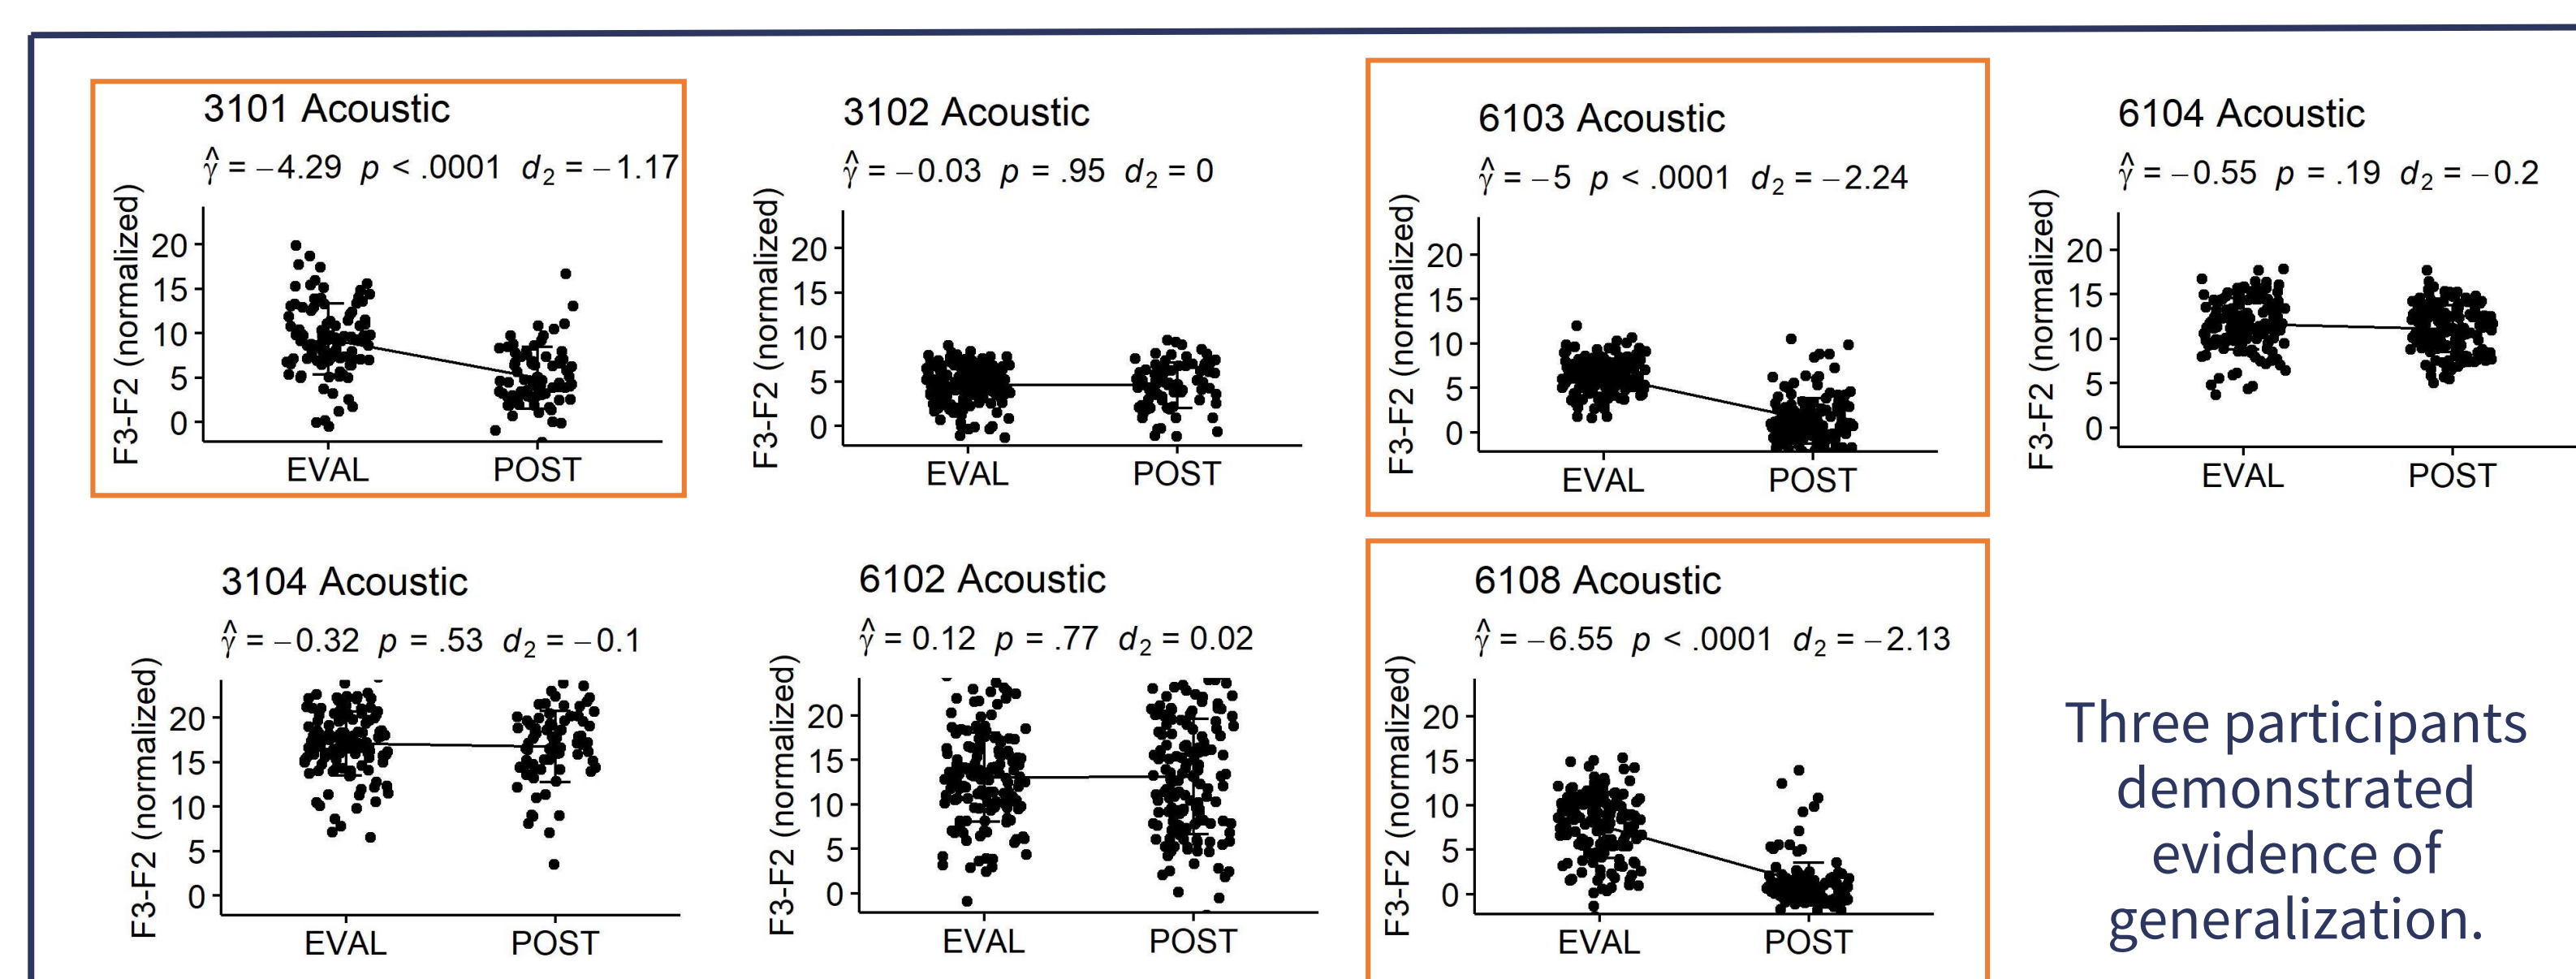 3101 Acoustic
γ̂ = −4.29 p < .0001 d₂ = −1.17
F3-F2 (normalized)
20
15
10
5
0
EVAL POST
3102 Acoustic
γ̂ = −0.03 p = .95 d₂ = 0
F3-F2 (normalized)
20
15
10
5
0
EVAL POST
6103 Acoustic
γ̂ = −5 p < .0001 d₂ = −2.24
F3-F2 (normalized)
20
15
10
5
0
EVAL POST
6104 Acoustic
γ̂ = −0.55 p = .19 d₂ = −0.2
F3-F2 (normalized)
20
15
10
5
0
EVAL POST
3104 Acoustic
γ̂ = −0.32 p = .53 d₂ = −0.1
F3-F2 (normalized)
20
15
10
5
0
EVAL POST
6102 Acoustic
γ̂ = 0.12 p = .77 d₂ = 0.02
F3-F2 (normalized)
20
15
10
5
0
EVAL POST
6108 Acoustic
γ̂ = −6.55 p < .0001 d₂ = −2.13
F3-F2 (normalized)
20
15
10
5
0
EVAL POST
Three participants
demonstrated
evidence of
generalization.